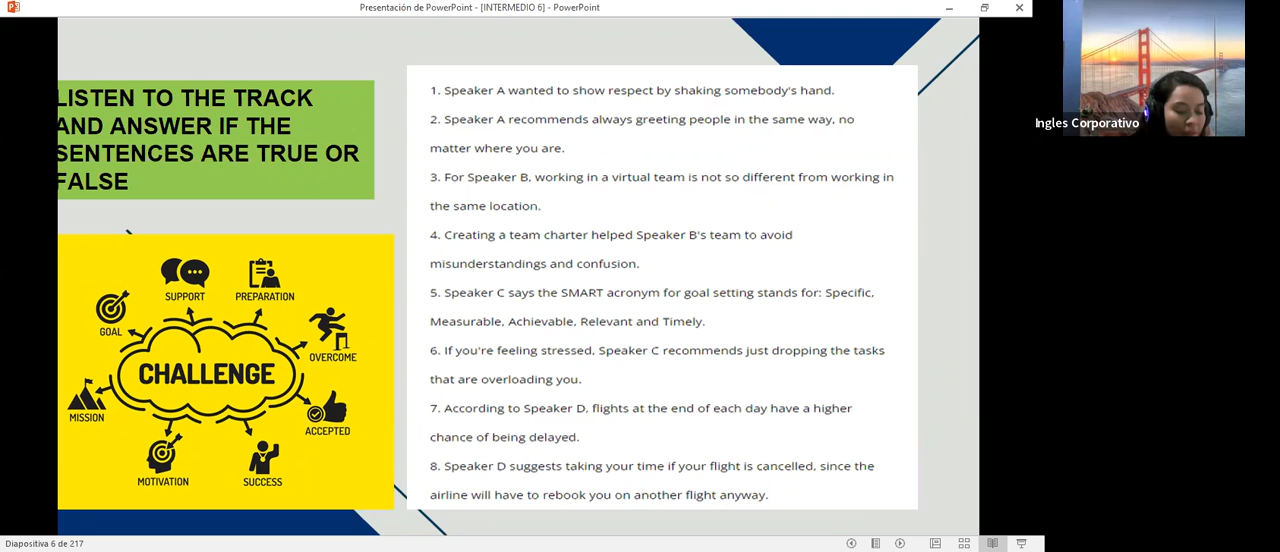 Presentación de PowerPoint - [INTERMEDIO 6] - PowerPoint
LISTEN TO THE TRACK
AND ANSWER IF THE
SENTENCES ARE TRUE OR
FALSE
1. Speaker A wanted to show respect by shaking somebody's hand.
2. Speaker A recommends always greeting people in the same way, no
matter where you are.
3. For Speaker B, working in a virtual team is not so different from working in
the same location.
4. Creating a team charter helped Speaker B's team to avoid
misunderstandings and confusion.
5. Speaker C says the SMART acronym for goal setting stands for: Specific,
Measurable, Achievable, Relevant and Timely.
6. If you're feeling stressed, Speaker C recommends just dropping the tasks
that are overloading you.
7. According to Speaker D, flights at the end of each day have a higher
chance of being delayed.
8. Speaker D suggests taking your time if your flight is cancelled, since the
airline will have to rebook you on another flight anyway.
SUPPORT
PREPARATION
GOAL
OVERCOME
CHALLENGE
MISSION
ACCEPTED
MOTIVATION
SUCCESS
Ingles Corporativo
Diapositiva 6 de 217